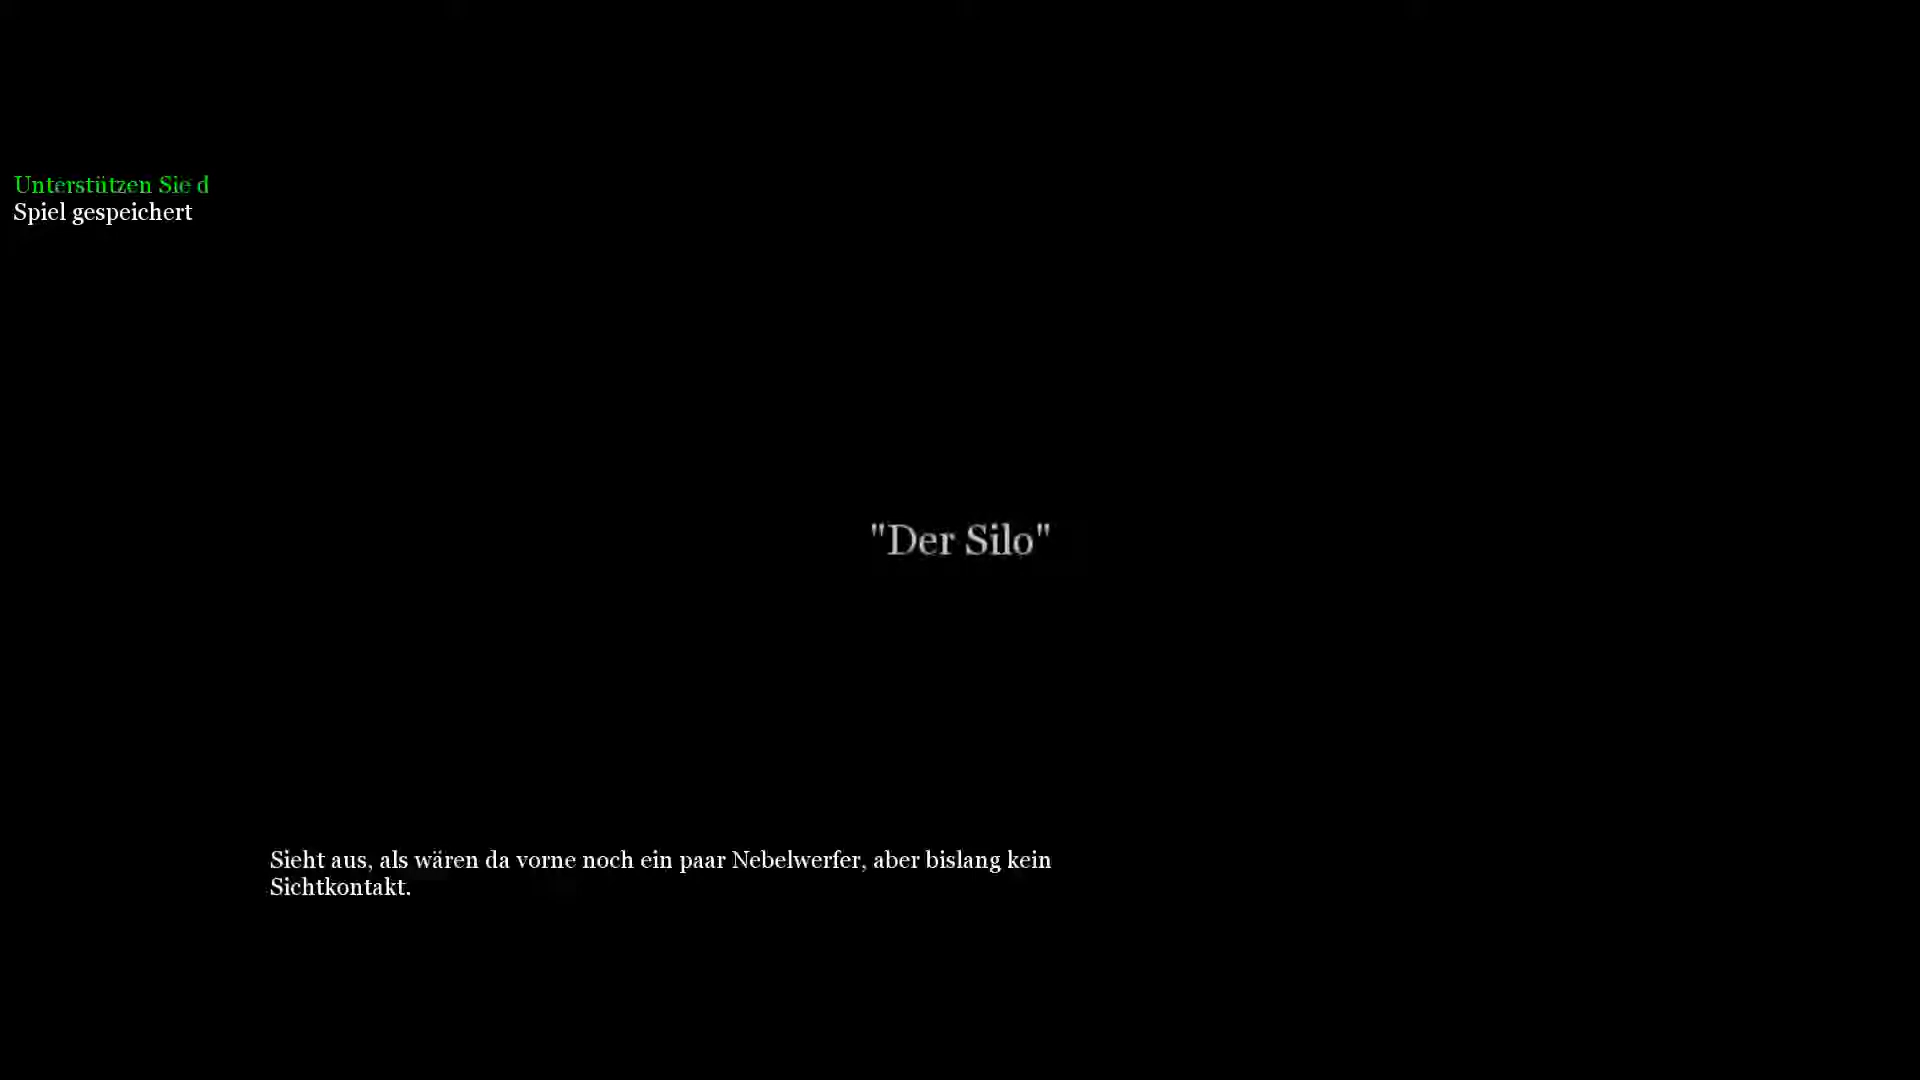 Unterstützen Sie d
Spiel gespeichert
"Der Silo"
Sieht aus, als wären da vorne noch ein paar Nebelwerfer, aber bislang kein
Sichtkontakt.